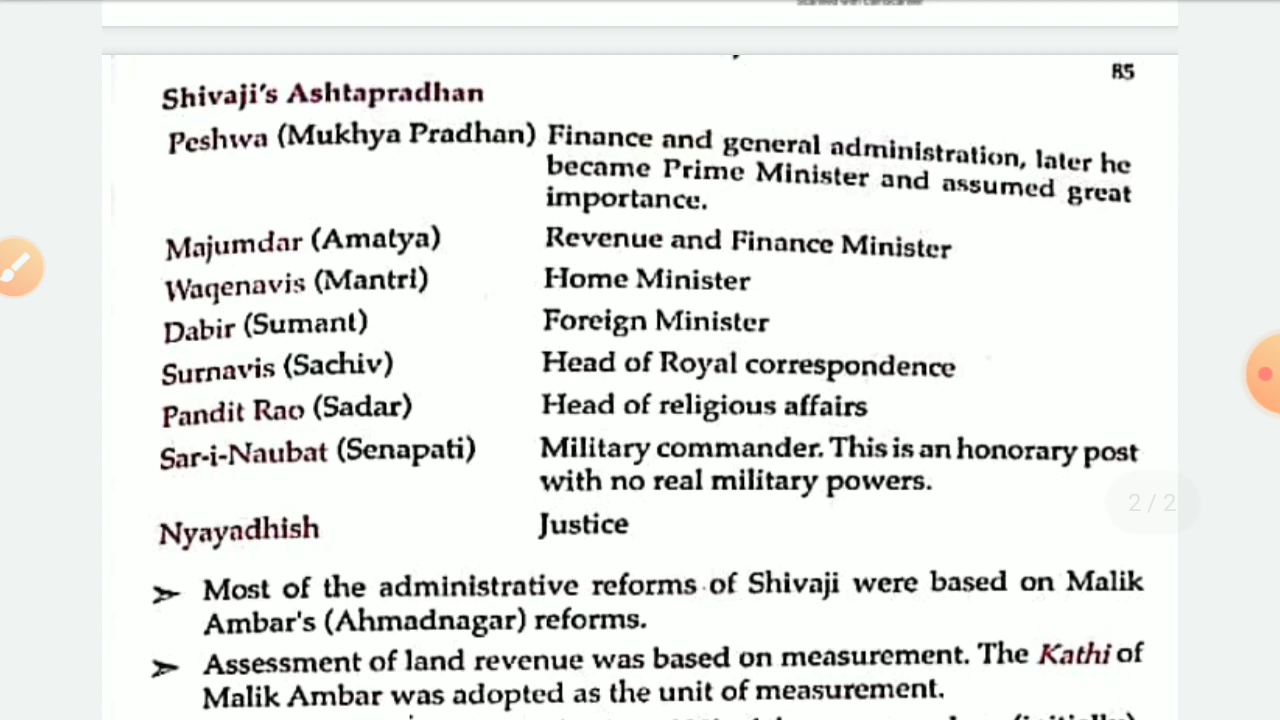 85
Shivaji's Ashtapradhan
Peshwa (Mukhya Pradhan) Finance and general administration, later he
became Prime Minister and assumed great
importance.
Majumdar (Amatya) Revenue and Finance Minister
Waqenavis (Mantri) Home Minister
Dabir (Sumant) Foreign Minister
Surnavis (Sachiv) Head of Royal correspondence
Pandit Rao (Sadar) Head of religious affairs
Sar-i-Naubat (Senapati) Military commander. This is an honorary post
with no real military powers.
2 / 2
Nyayadhish Justice
➢ Most of the administrative reforms of Shivaji were based on Malik
Ambar's (Ahmadnagar) reforms.
➢ Assessment of land revenue was based on measurement. The Kathi of
Malik Ambar was adopted as the unit of measurement.